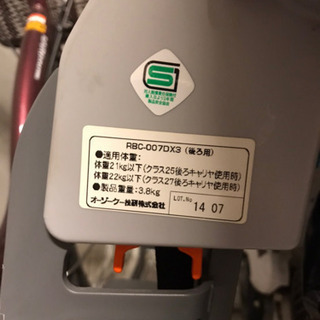 RBC-007DX3 (後ろ用)
●適用体重:
体重21kg以下(クラス25後ろキャリヤ使用時)
体重22kg以下(クラス27後ろキャリヤ使用時)
●製品重量:3.8kg
オージーケー技研株式会社
LOT.No
14 07